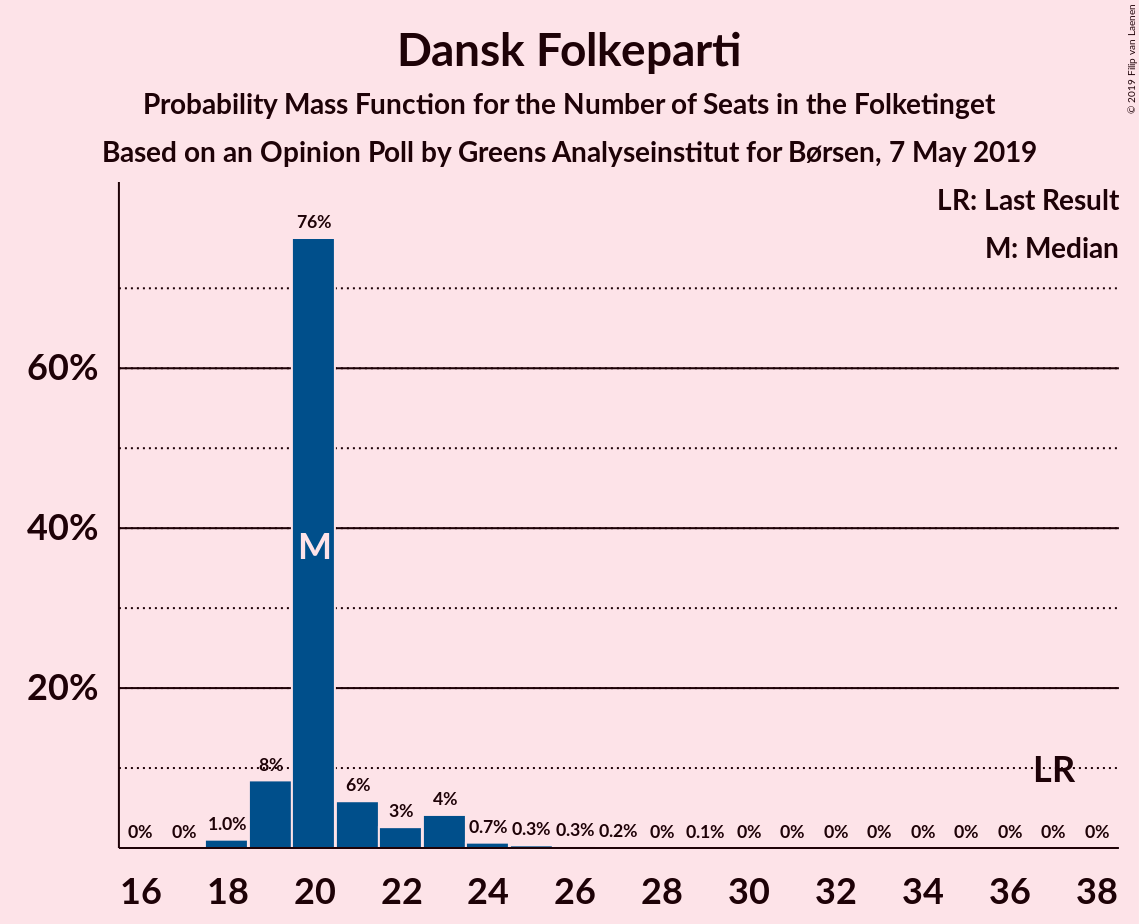 Dansk Folkeparti
Probability Mass Function for the Number of Seats in the Folketinget
Based on an Opinion Poll by Greens Analyseinstitut for Børsen, 7 May 2019
© 2019 Filip van Laenen
LR: Last Result
M: Median
76%
60%
40%
20%
M
LR
0% 0% 1.0% 8% 6% 3% 4% 0.7% 0.3% 0.3% 0.2% 0% 0.1% 0% 0% 0% 0% 0% 0% 0% 0% 0%
16 18 20 22 24 26 28 30 32 34 36 38